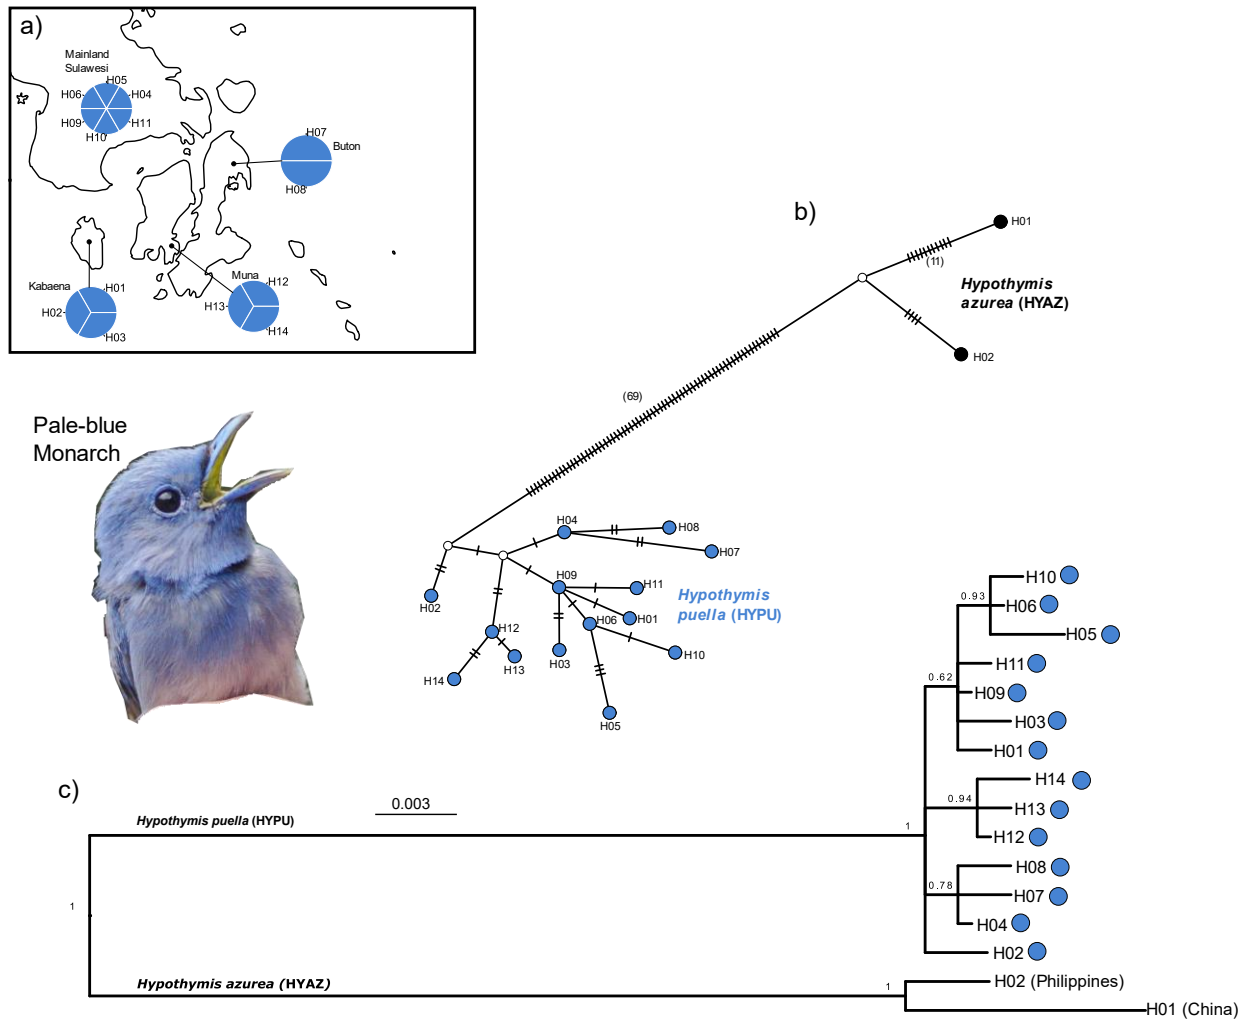 a)
Mainland
Sulawesi
H05
H06
H04
H09
H11
H10
H07
Buton
H08
Kabaena
H01
H02
H03
Muna
H12
H13
H14
b)
H01
(11)
Hypothymis
azurea (HYAZ)
H02
(69)
Pale-blue
Monarch
H04
H08
H07
H09
H11
H02
H01
H06
Hypothymis
puella (HYPU)
H12
H13
H03
H10
H14
H05
c)
0.003
Hypothymis puella (HYPU)
1
1
Hypothymis azurea (HYAZ)
1
0.93
H10
H06
H05
0.62
H11
H09
H03
H01
0.94
H14
H13
H12
0.78
H08
H07
H04
H02
H02 (Philippines)
H01 (China)